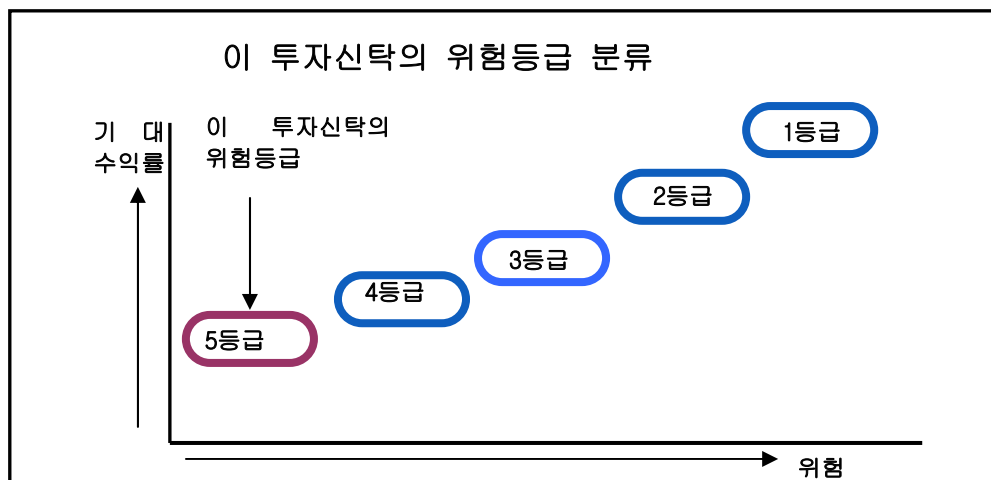 이 투자신탁의 위험등급 분류
기 대
수익률
이 투자신탁의
위험등급
1등급
2등급
3등급
4등급
5등급
위험